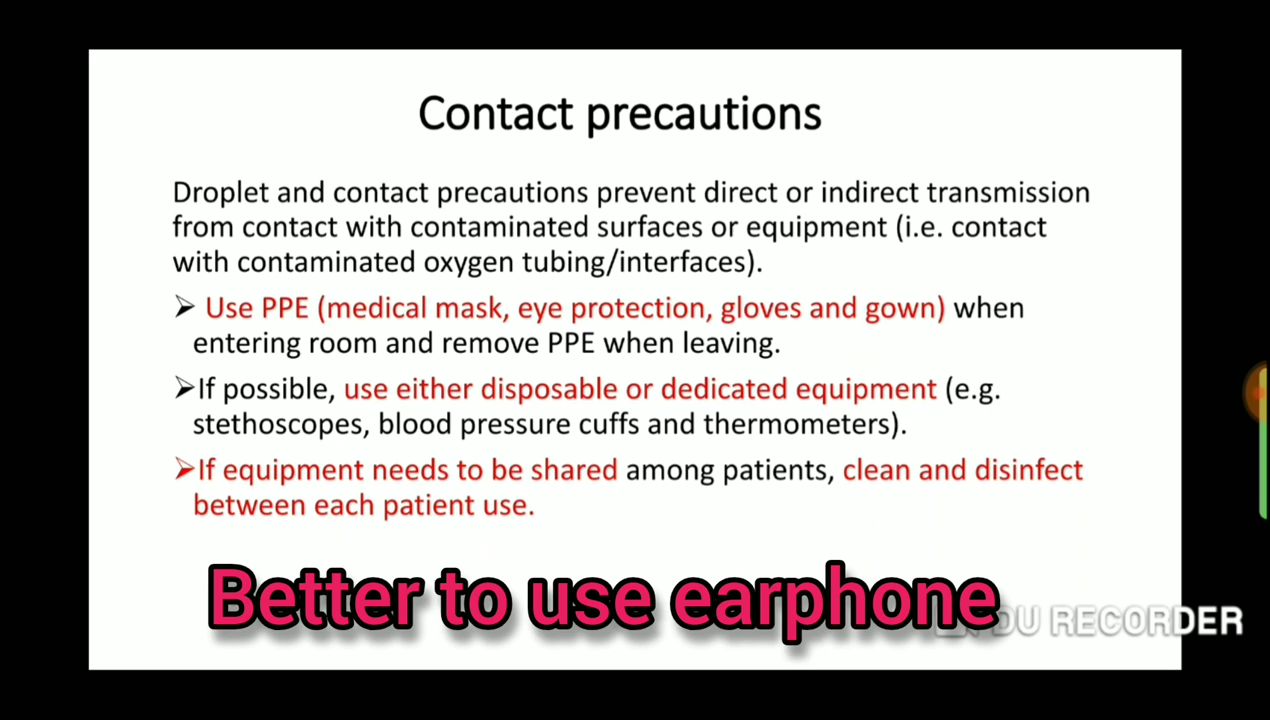 Contact precautions
Droplet and contact precautions prevent direct or indirect transmission
from contact with contaminated surfaces or equipment (i.e. contact
with contaminated oxygen tubing/interfaces).
➢ Use PPE (medical mask, eye protection, gloves and gown) when
entering room and remove PPE when leaving.
➢If possible, use either disposable or dedicated equipment (e.g.
stethoscopes, blood pressure cuffs and thermometers).
➢If equipment needs to be shared among patients, clean and disinfect
between each patient use.
Better to use earphone
DU RECORDER